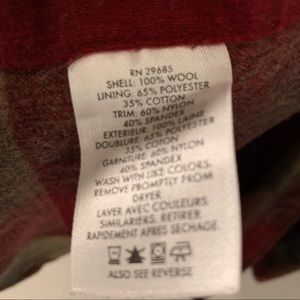 RN 29685
SHELL: 100% WOOL
LINING: 65% POLYESTER
35% COTTON
TRIM: 60% NYLON
40% SPANDEX
EXTERIEUR: 100% LAINE
DOUBLURE: 65% POLYESTER
35% COTON
GARNITURE: 60% NYLON
40% SPANDEX
WASH WITH LIKE COLORS.
REMOVE PROMPTLY FROM
DRYER.
LAVER AVEC COULEURS
SIMILARIERS. RETIRER
RAPIDEMENT APRES SECHAGE.
ALSO SEE REVERSE